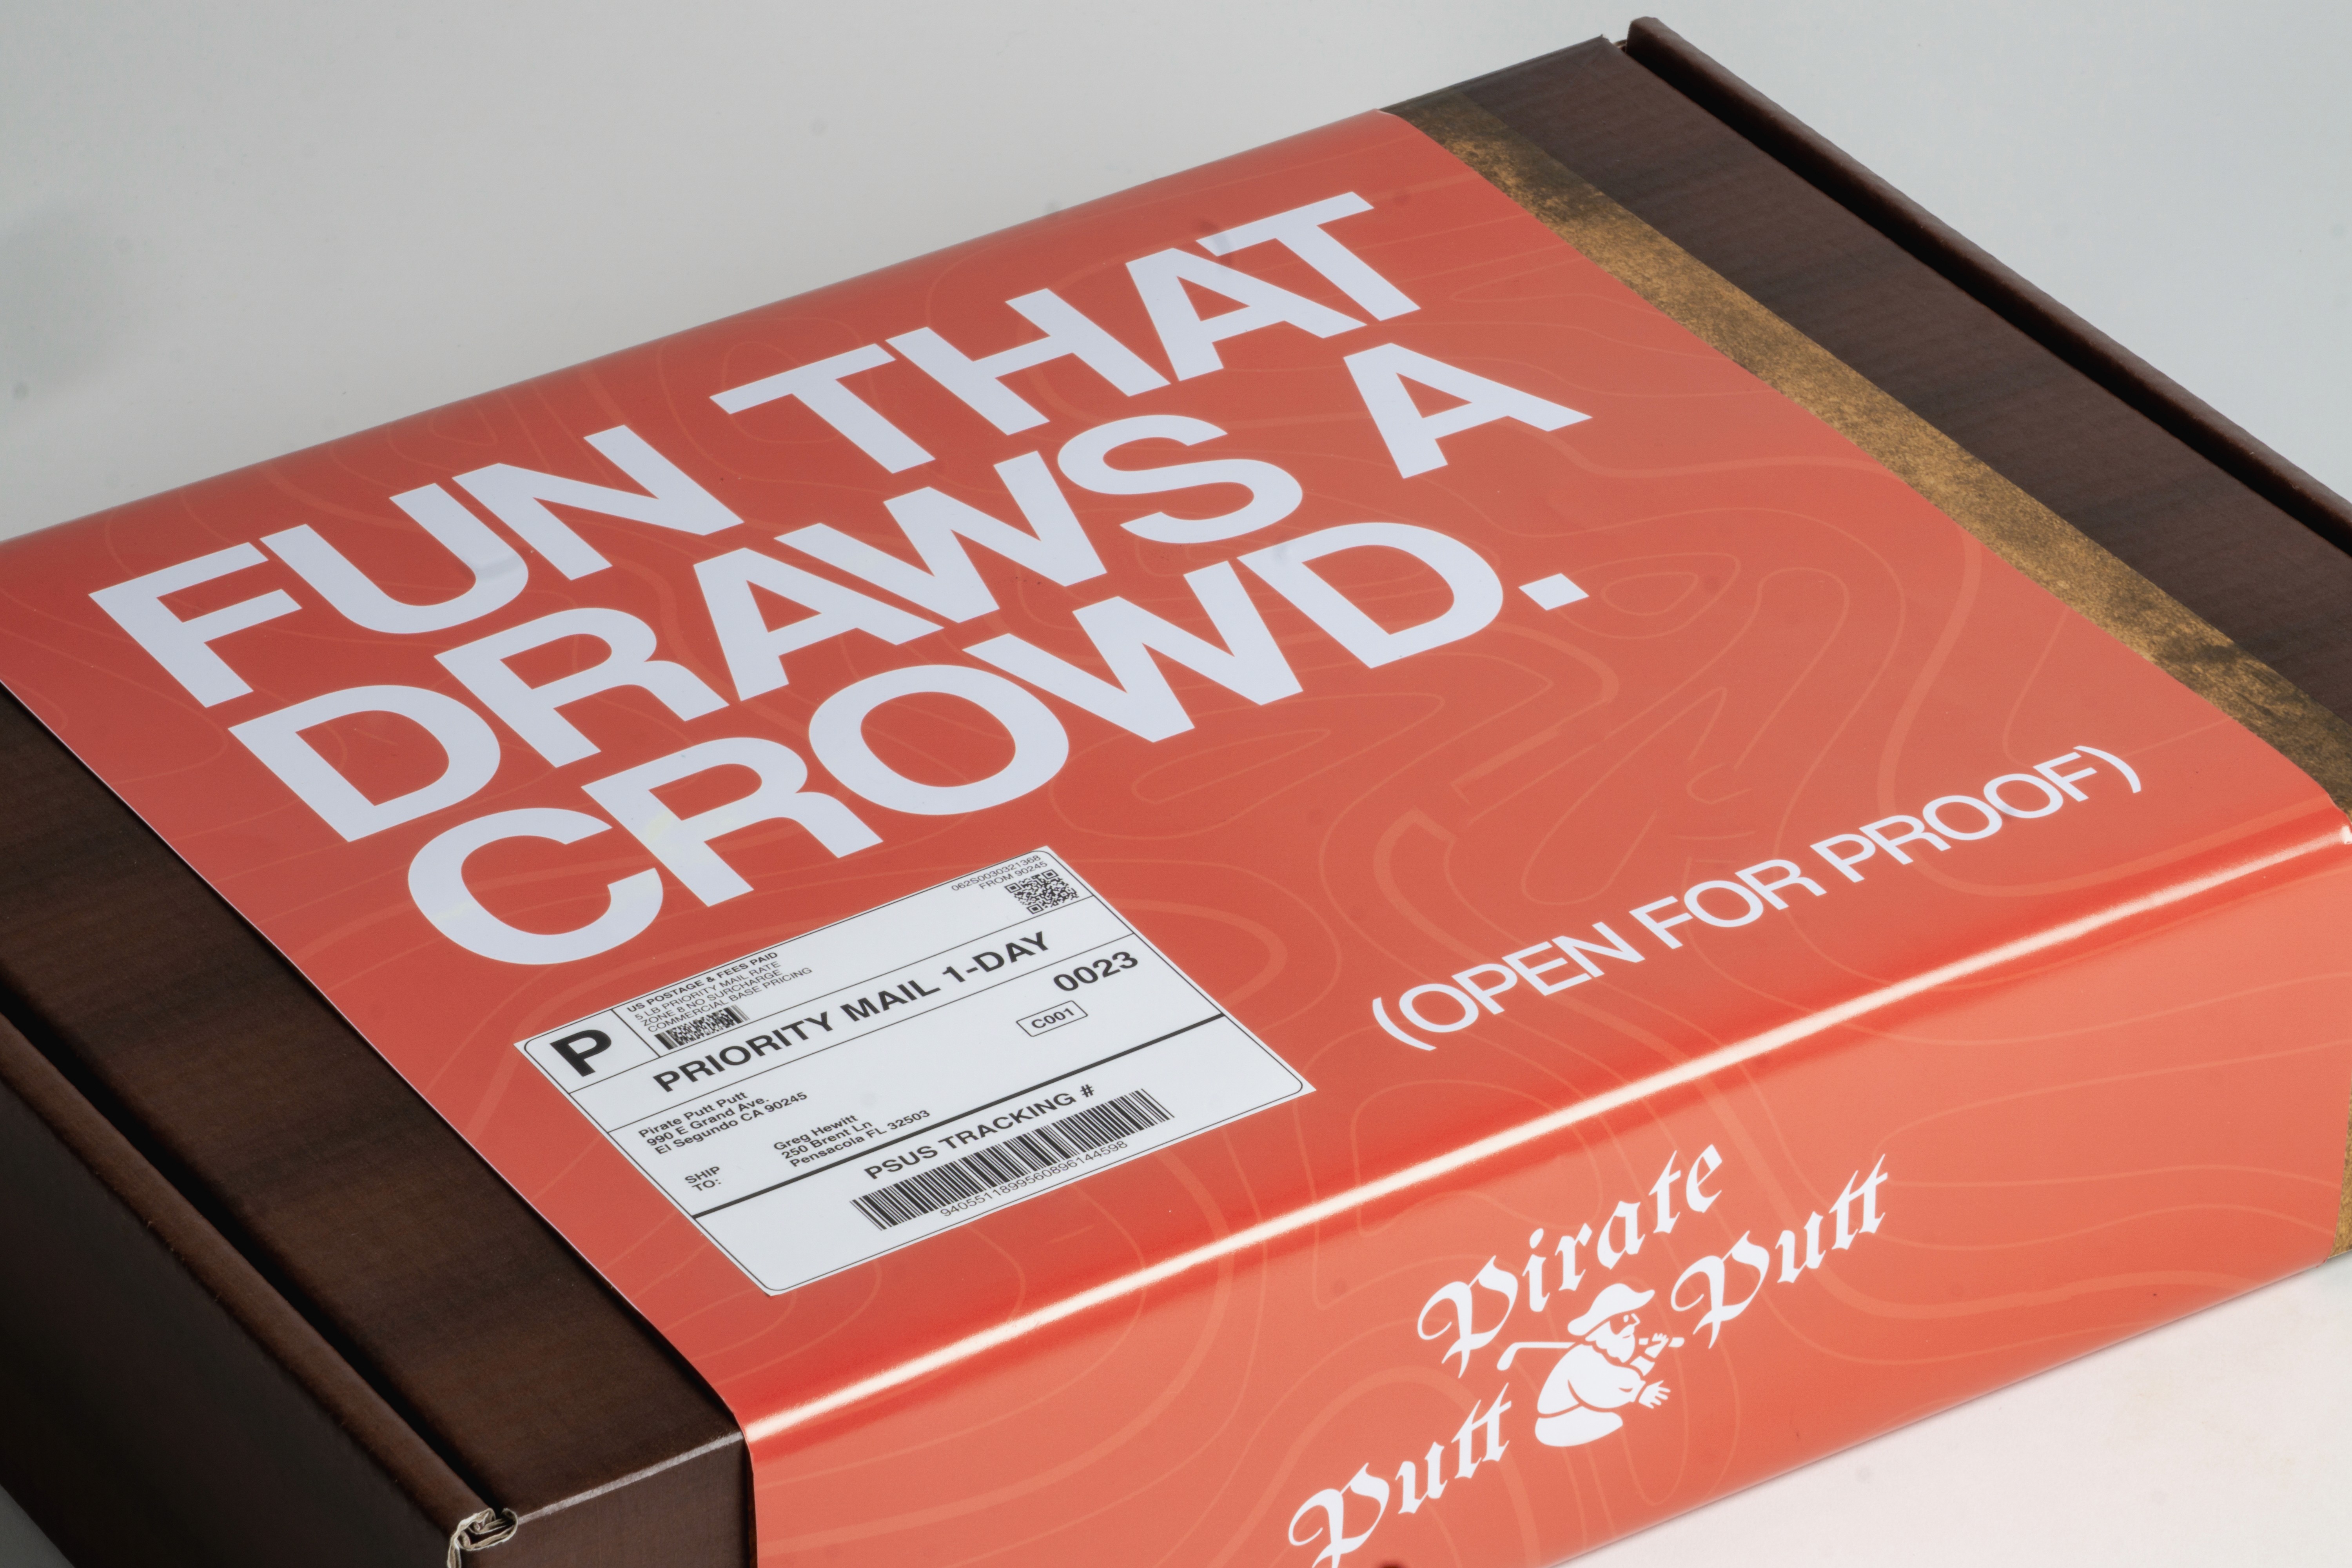 FUN THAT
DRAWS A
CROWD.
(OPEN FOR PROOF)
P
US POSTAGE & FEES PAID
5 LB PRIORITY MAIL RATE
ZONE 8 NO SURCHARGE
COMMERCIAL BASE PRICING
062S0030321368
FROM 90245
PRIORITY MAIL 1-DAY
0023
C001
Pirate Putt Putt
990 E Grand Ave.
El Segundo CA 90245
SHIP
TO:
Greg Hewitt
250 Brent Ln
Pensacola FL 32503
PSUS TRACKING #
9405511899560896144598
Pirate
Putt Putt